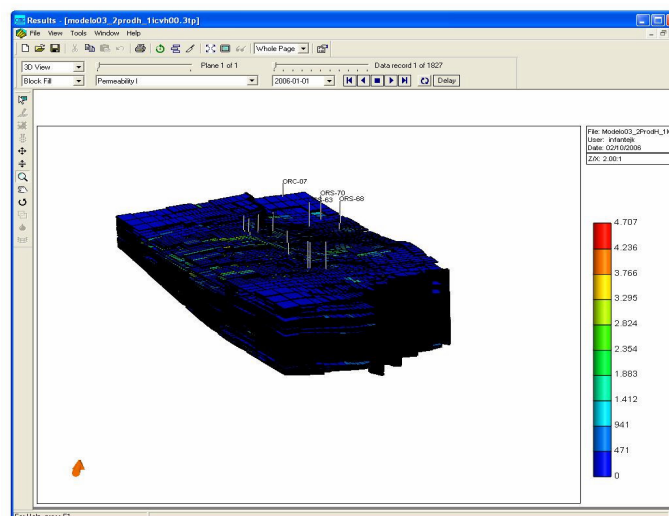 Results - [modelo03_2prodh_1icvh00.3tp]
File View Tools Window Help
Whole Page
3D View
Plane 1 of 1
Data record 1 of 1827
Block Fill
Permeability I
2006-01-01
Delay
File: Modelo03_2ProdH_1I
User: infantejk
Date: 02/10/2006
Z/X: 2.00:1
ORC-07
ORS-70
ORS-68
4.707
4.236
3.766
3.295
2.824
2.354
1.883
1.412
941
471
0